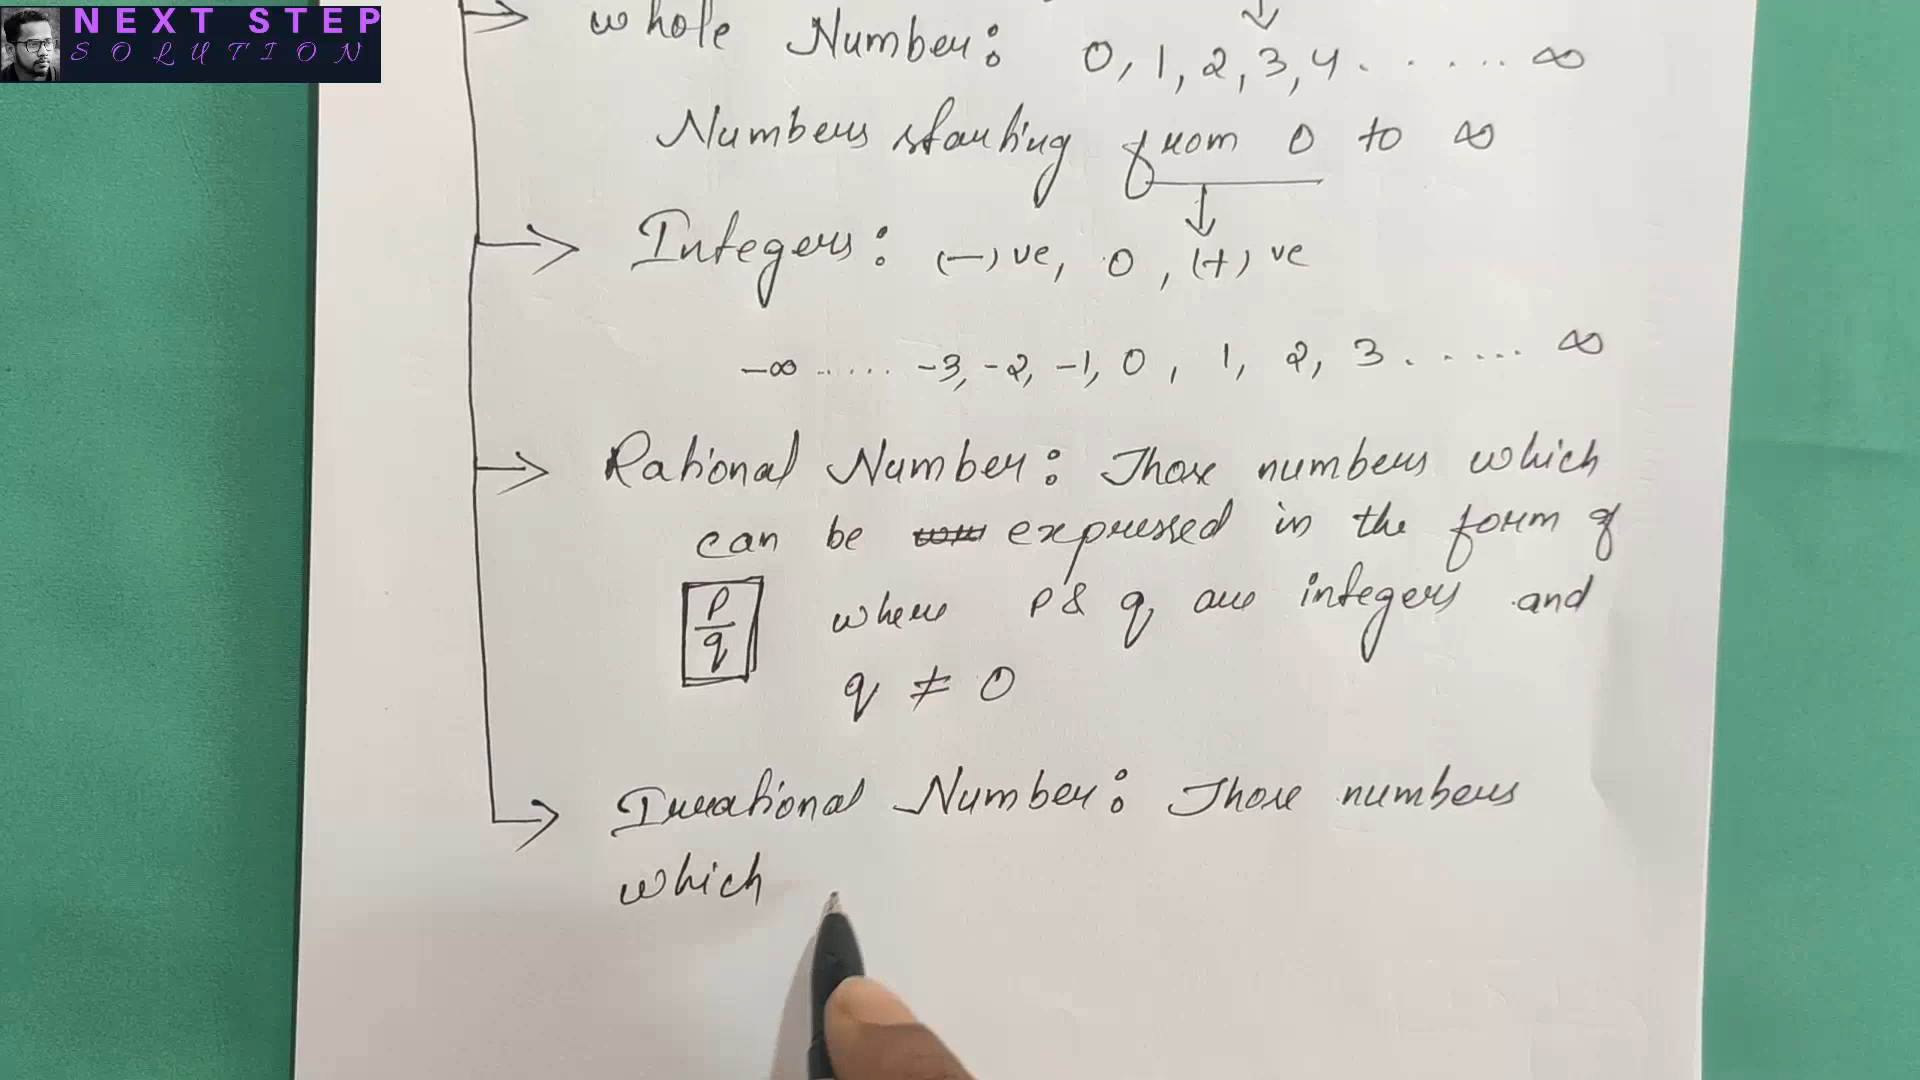 NEXT STEP
SOLUTION
whole Number: 0, 1, 2, 3, 4 . . . . . . ∞
Numbers starting from 0 to ∞
Integers: (−)ve, 0, (+)ve
−∞ ..... -3, -2, -1, 0, 1, 2, 3 . . . . . . ∞
Rational Number: Those numbers which
can be expressed in the form of
p/q where p & q are integers and
q ≠ 0
Irrational Number: Those numbers
which